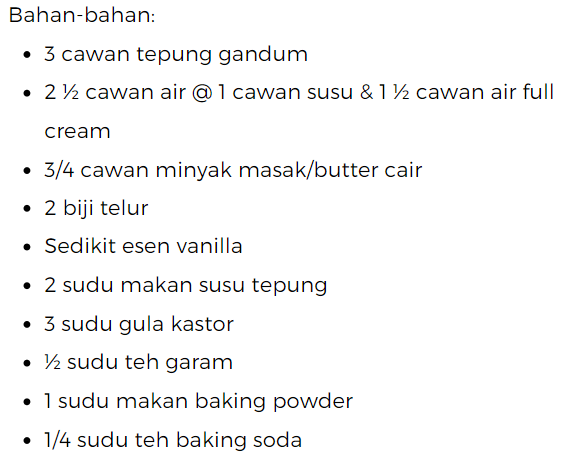 Bahan-bahan:
• 3 cawan tepung gandum
• 2 ½ cawan air @ 1 cawan susu & 1 ½ cawan air full
cream
• 3/4 cawan minyak masak/butter cair
• 2 biji telur
• Sedikit esen vanilla
• 2 sudu makan susu tepung
• 3 sudu gula kastor
• ½ sudu teh garam
• 1 sudu makan baking powder
• 1/4 sudu teh baking soda